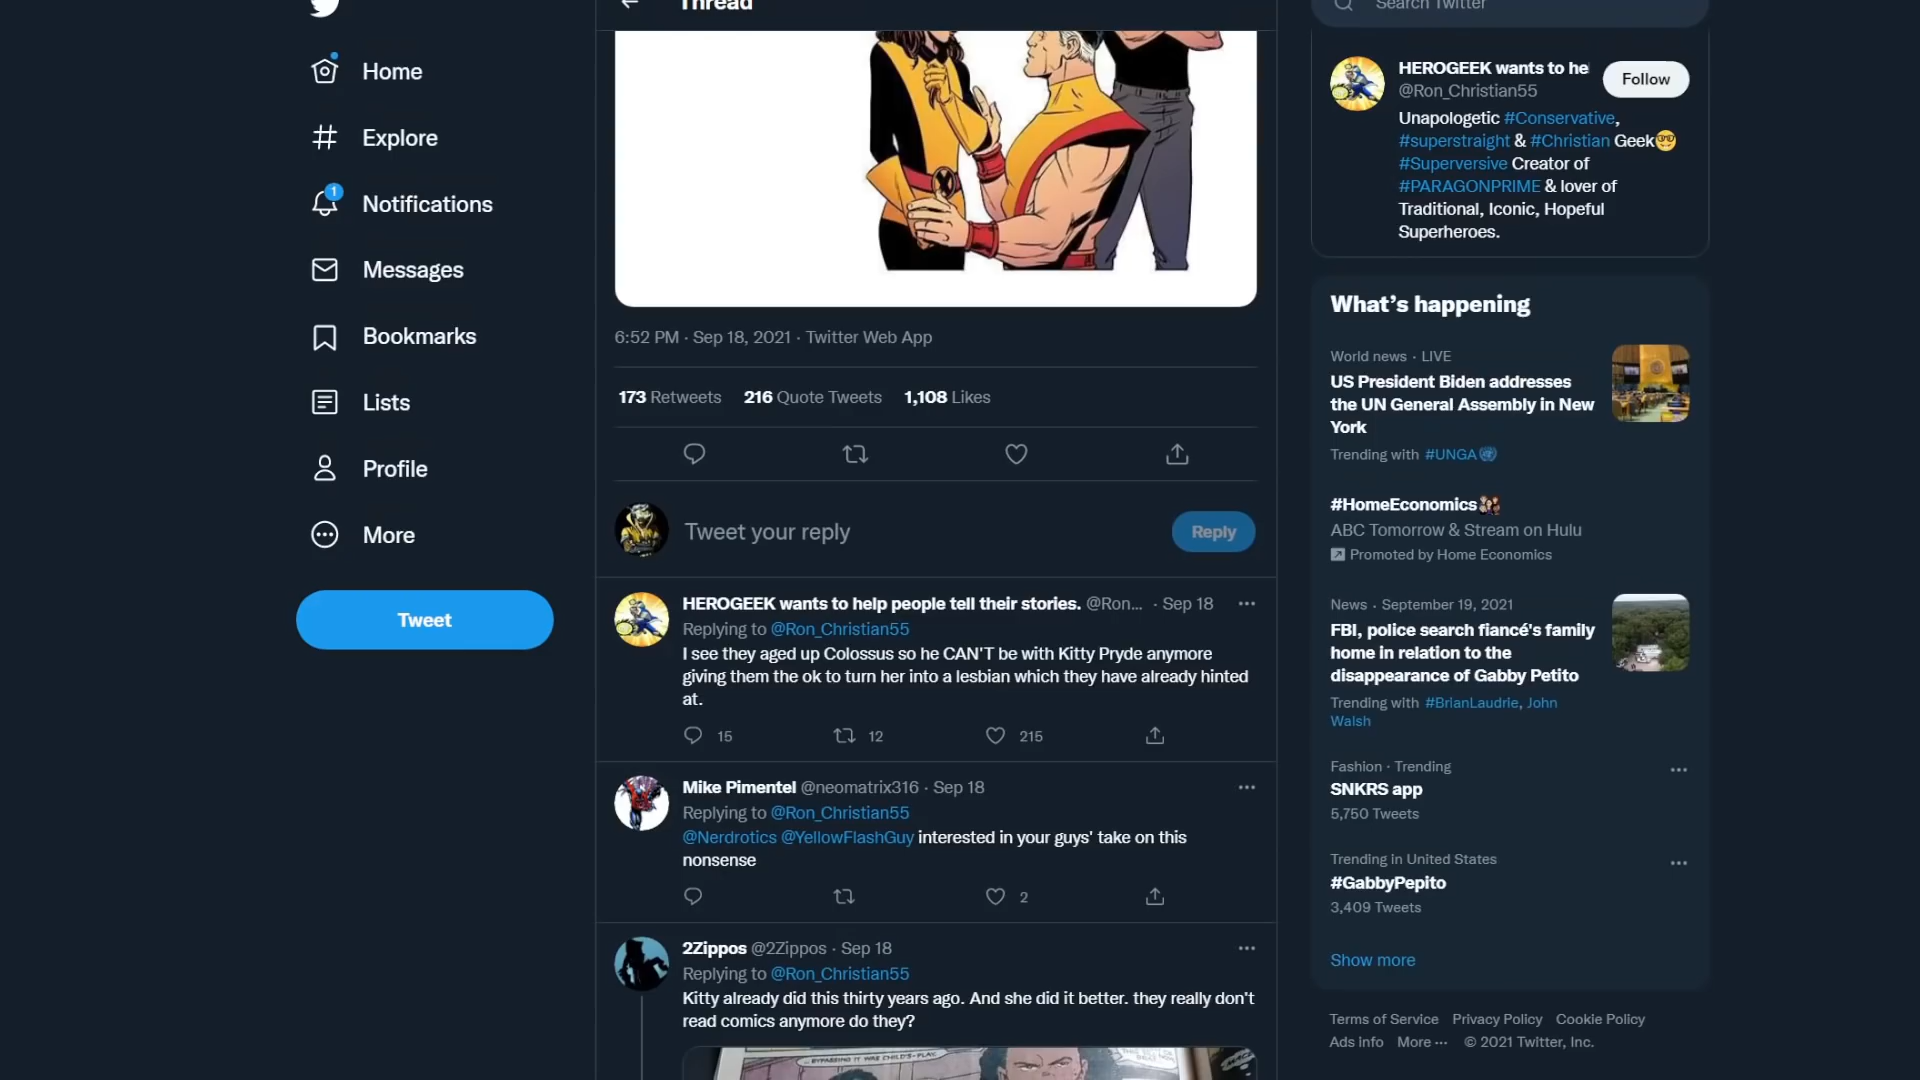 Thread
Home
Explore
1
Notifications
Messages
Bookmarks
Lists
Profile
More
Tweet
6:52 PM · Sep 18, 2021 · Twitter Web App
173 Retweets 216 Quote Tweets 1,108 Likes
Tweet your reply
Reply
HEROGEEK wants to help people tell their stories. @Ron... · Sep 18
Replying to @Ron_Christian55
I see they aged up Colossus so he CAN'T be with Kitty Pryde anymore
giving them the ok to turn her into a lesbian which they have already hinted
at.
15 12 215
Mike Pimentel @neomatrix316 · Sep 18
Replying to @Ron_Christian55
@Nerdrotics @YellowFlashGuy interested in your guys' take on this
nonsense
2
2Zippos @2Zippos · Sep 18
Replying to @Ron_Christian55
Kitty already did this thirty years ago. And she did it better. they really don't
read comics anymore do they?
...BYPASSING IT WAS CHILD'S-PLAY.
Search Twitter
HEROGEEK wants to he
@Ron_Christian55
Follow
Unapologetic #Conservative,
#superstraight & #Christian Geek🤓
#Superversive Creator of
#PARAGONPRIME & lover of
Traditional, Iconic, Hopeful
Superheroes.
What's happening
World news · LIVE
US President Biden addresses
the UN General Assembly in New
York
Trending with #UNGA
#HomeEconomics
ABC Tomorrow & Stream on Hulu
Promoted by Home Economics
News · September 19, 2021
FBI, police search fiancé's family
home in relation to the
disappearance of Gabby Petito
Trending with #BrianLaudrie, John
Walsh
Fashion · Trending
SNKRS app
5,750 Tweets
Trending in United States
#GabbyPepito
3,409 Tweets
Show more
Terms of Service Privacy Policy Cookie Policy
Ads info More ··· © 2021 Twitter, Inc.